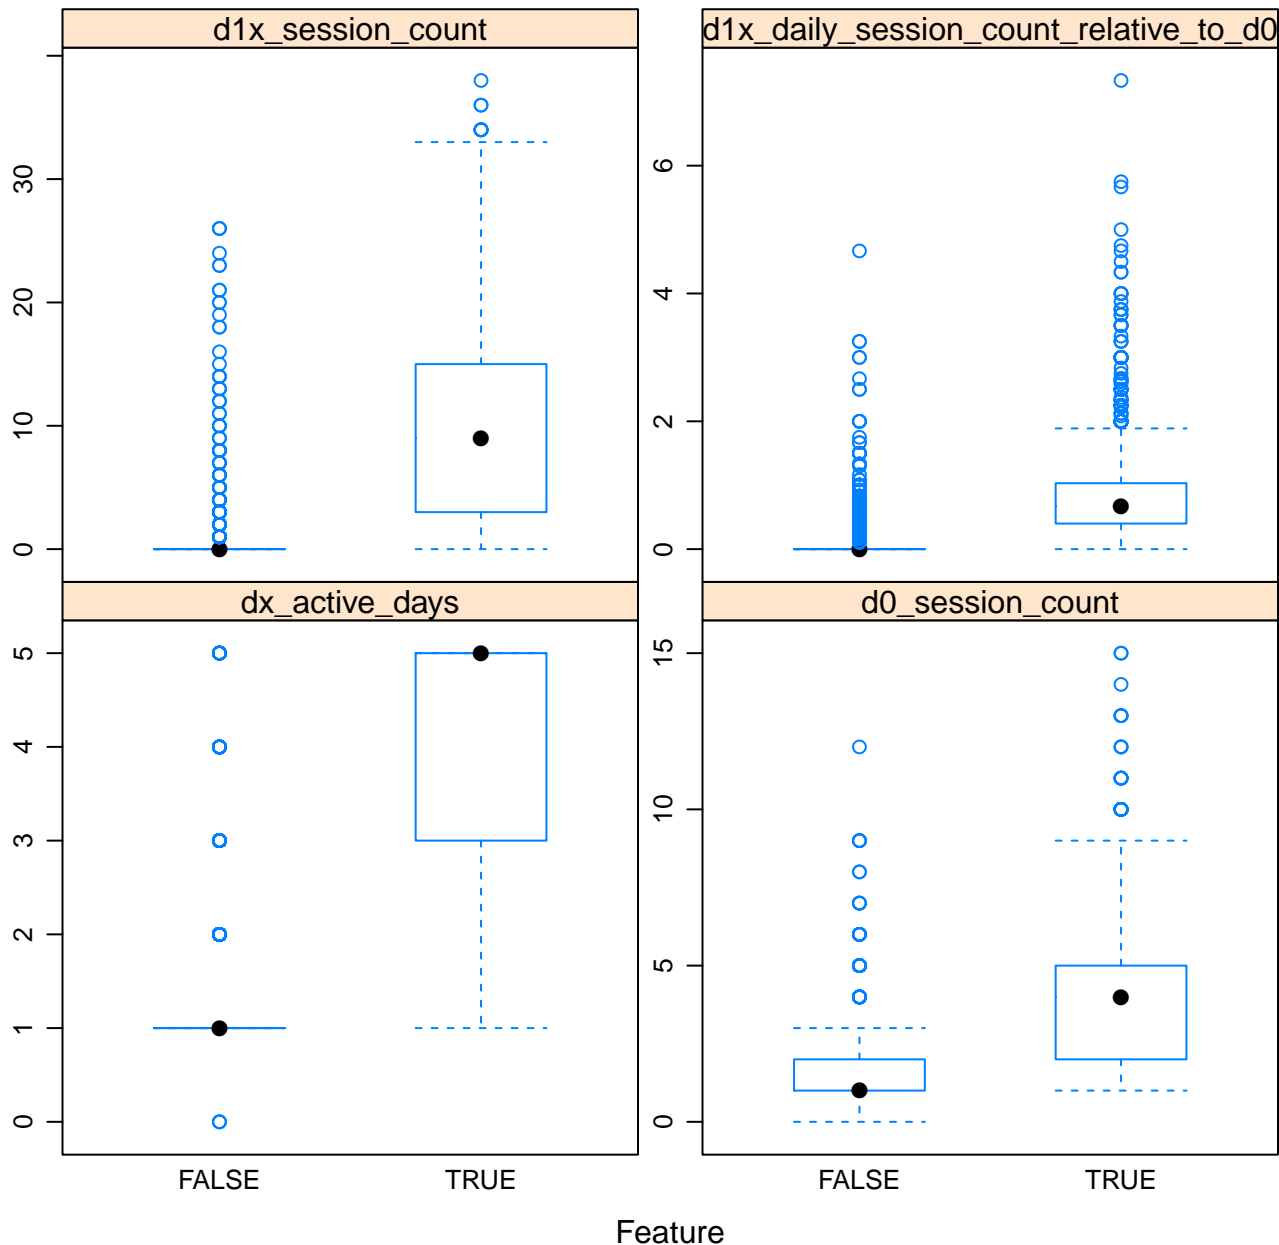 d1x_session_count
d1x_daily_session_count_relative_to_d0
30
20
10
0
6
4
2
0
dx_active_days
d0_session_count
5
4
3
2
1
0
15
10
5
0
FALSE TRUE
FALSE TRUE
Feature